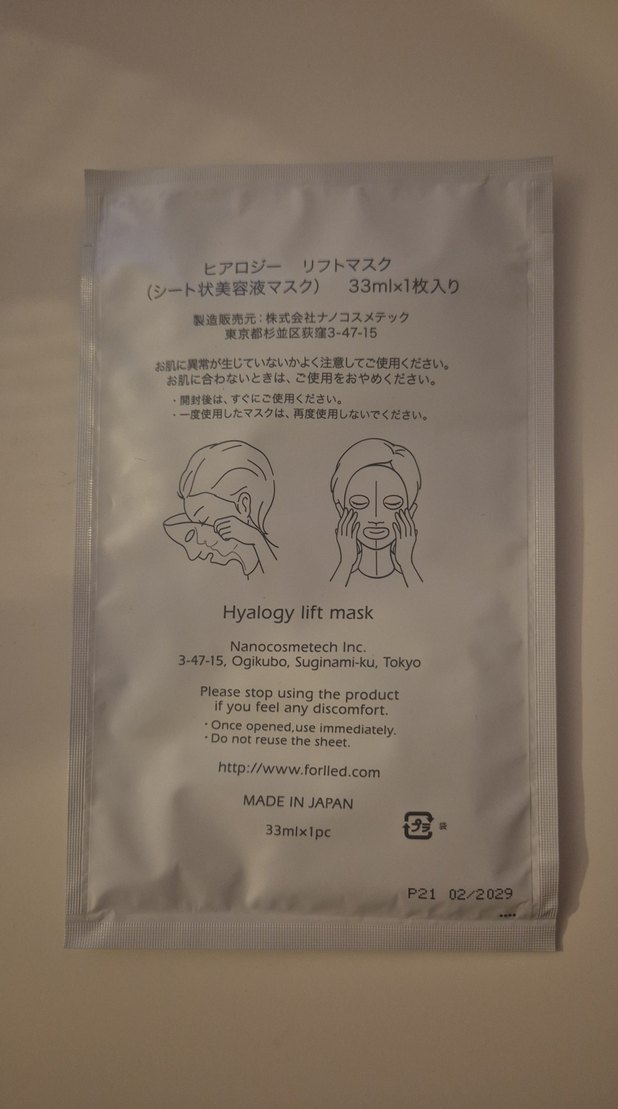 ヒアロジー　リフトマスク
(シート状美容液マスク)　33ml×1枚入り
製造販売元：株式会社ナノコスメテック
東京都杉並区荻窪3-47-15
お肌に異常が生じていないかよく注意してご使用ください。
お肌に合わないときは、ご使用をおやめください。
・開封後は、すぐにご使用ください。
・一度使用したマスクは、再度使用しないでください。
Hyalogy lift mask
Nanocosmetech Inc.
3-47-15, Ogikubo, Suginami-ku, Tokyo
Please stop using the product
if you feel any discomfort.
・Once opened,use immediately.
・Do not reuse the sheet.
http://www.forlled.com
MADE IN JAPAN
33ml×1pc
プラ 袋
P21 02/2029